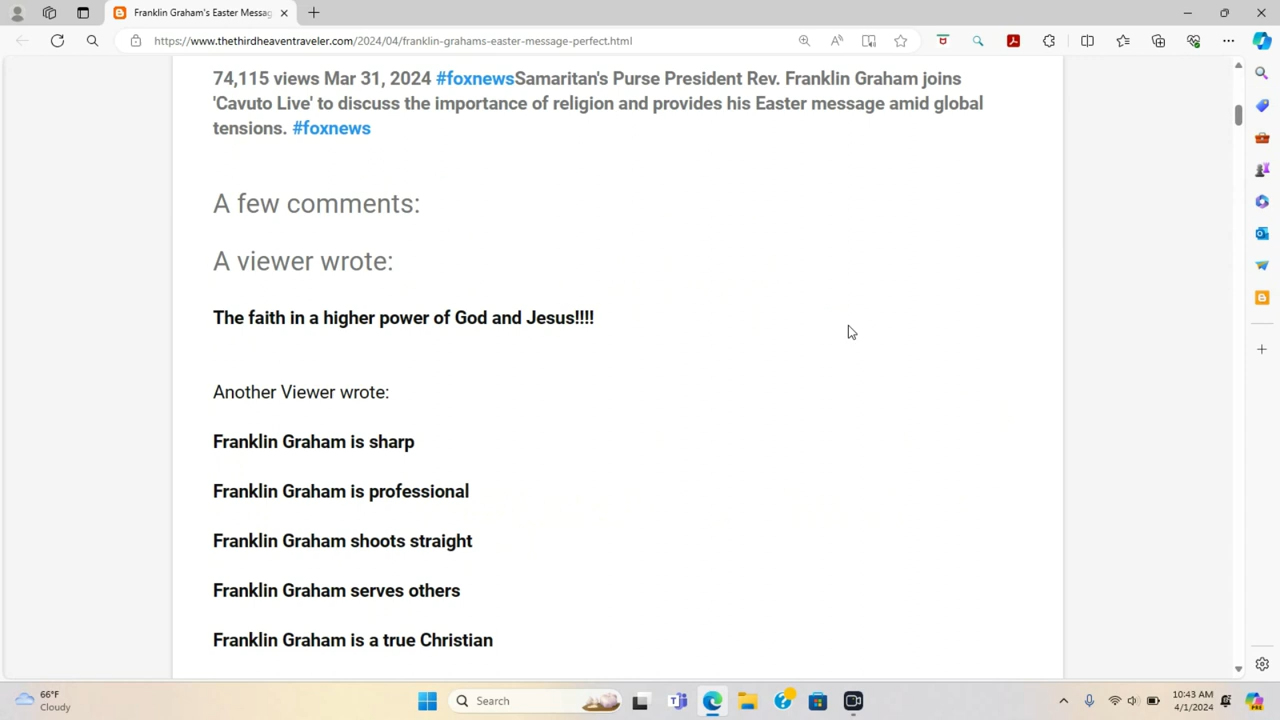 Franklin Graham's Easter Messag
https://www.thethirdheaventraveler.com/2024/04/franklin-grahams-easter-message-perfect.html
74,115 views Mar 31, 2024 #foxnewsSamaritan's Purse President Rev. Franklin Graham joins
'Cavuto Live' to discuss the importance of religion and provides his Easter message amid global
tensions. #foxnews
A few comments:
A viewer wrote:
The faith in a higher power of God and Jesus!!!!
Another Viewer wrote:
Franklin Graham is sharp
Franklin Graham is professional
Franklin Graham shoots straight
Franklin Graham serves others
Franklin Graham is a true Christian
66°F
Cloudy
Search
10:43 AM
4/1/2024